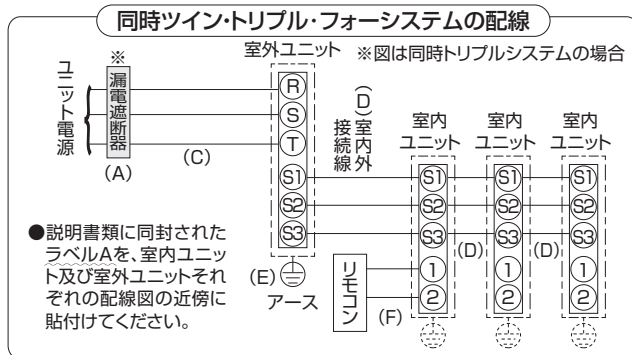 同時ツイン・トリプル・フォーシステムの配線
室外ユニット
※図は同時トリプルシステムの場合
※
ユニット電源
漏電遮断器
(A)
(C)
R
S
T
S1
S2
S3
(E)
アース
(D)室内外
接続線
室内
ユニット
室内
ユニット
室内
ユニット
S1
S2
S3
1
2
(D)
S1
S2
S3
1
2
(D)
S1
S2
S3
1
2
リモコン
(F)
●説明書類に同封された
ラベルAを、室内ユニッ
ト及び室外ユニットそれ
ぞれの配線図の近傍に
貼付けてください。